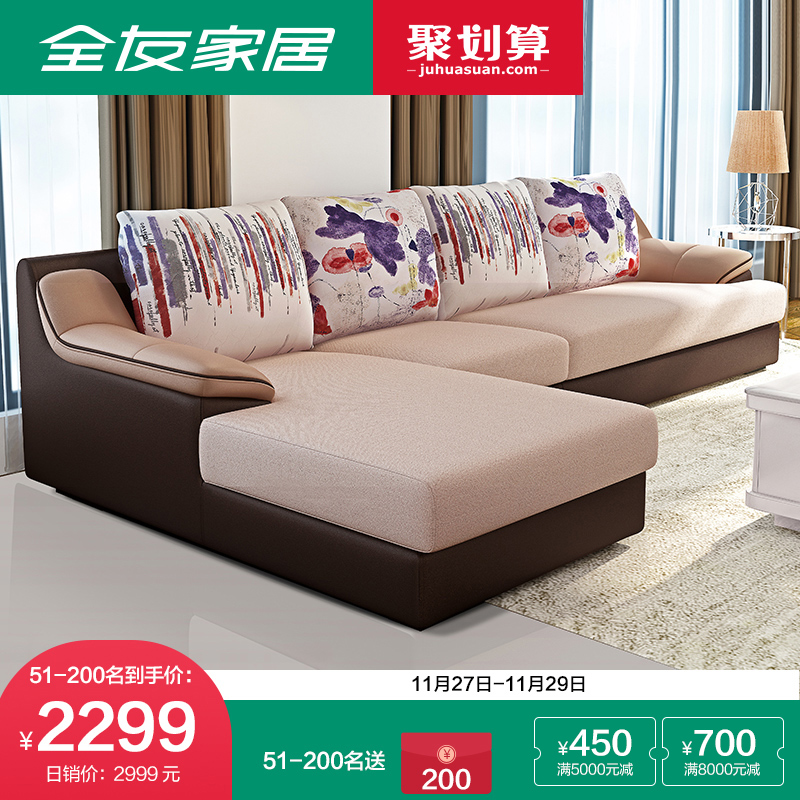 全友家居
聚划算
juhuasuan.com
51-200名到手价:
¥2299
日销价: 2999 元
11月27日-11月29日
51-200名送
¥
200
¥450
满5000元减
¥700
满8000元减